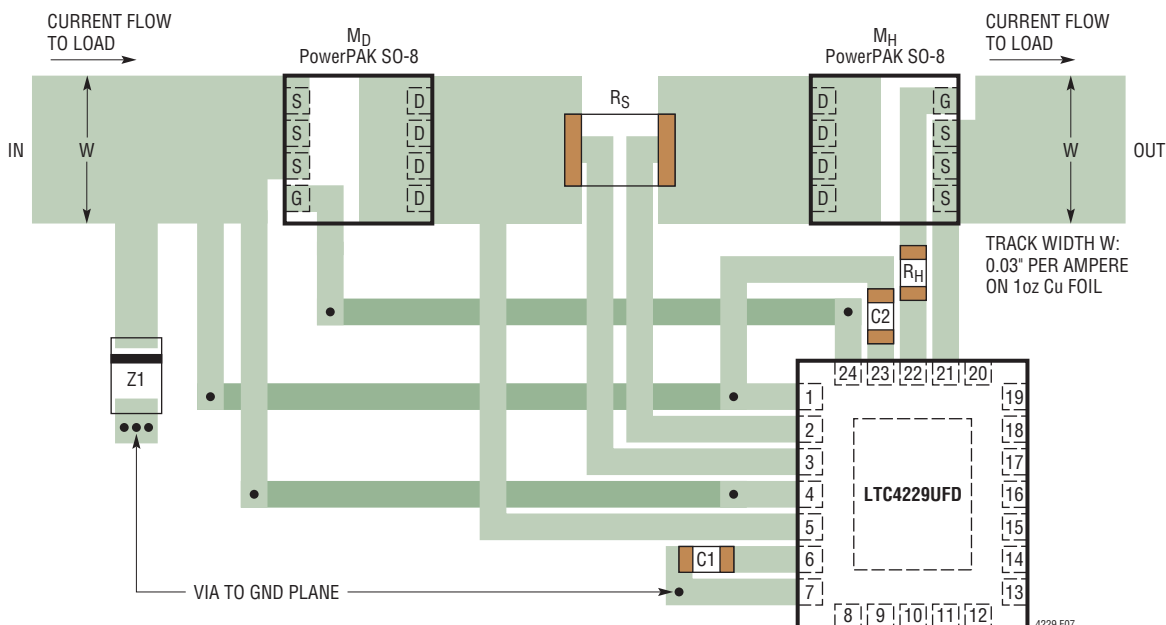 CURRENT FLOW
TO LOAD
MD
PowerPAK SO-8
MH
PowerPAK SO-8
CURRENT FLOW
TO LOAD
IN
W
S
S
S
G
D
D
D
D
RS
D
D
D
D
G
S
S
S
W
OUT
TRACK WIDTH W:
0.03" PER AMPERE
ON 1oz Cu FOIL
RH
C2
Z1
24 23 22 21 20
1
2
3
4
5
6
7
LTC4229UFD
19
18
17
16
15
14
13
C1
VIA TO GND PLANE
8 9 10 11 12
4229 F07